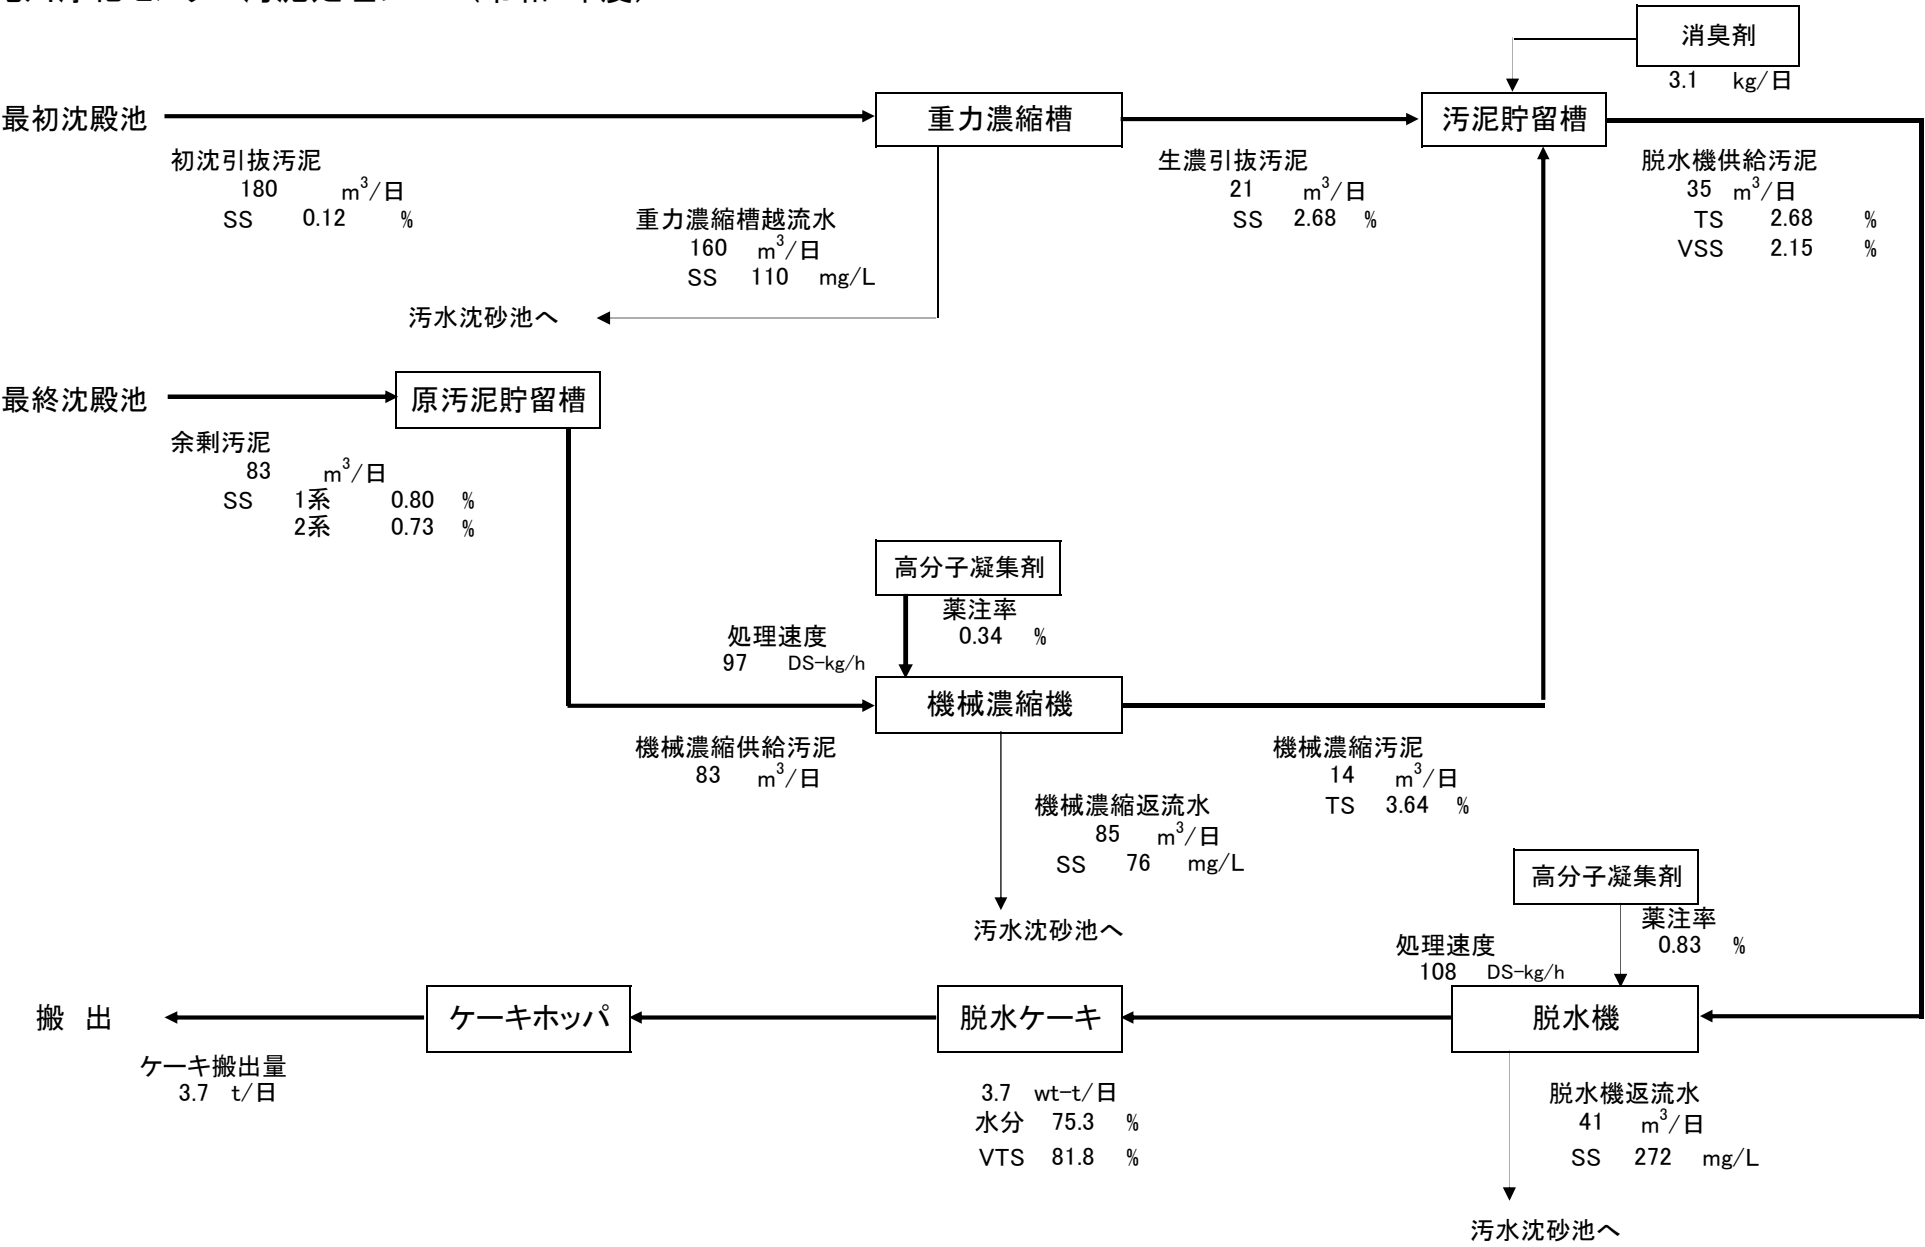 消臭剤
3.1 kg/日
最初沈殿池
重力濃縮槽
汚泥貯留槽
初沈引抜汚泥
180 m³/日
SS 0.12 %
生濃引抜汚泥
21 m³/日
SS 2.68 %
脱水機供給汚泥
35 m³/日
TS 2.68 %
VSS 2.15 %
重力濃縮槽越流水
160 m³/日
SS 110 mg/L
汚水沈砂池へ
最終沈殿池
原汚泥貯留槽
余剰汚泥
83 m³/日
SS 1系 0.80 %
2系 0.73 %
高分子凝集剤
薬注率
0.34 %
処理速度
97 DS-kg/h
機械濃縮機
機械濃縮供給汚泥
83 m³/日
機械濃縮汚泥
14 m³/日
TS 3.64 %
機械濃縮返流水
85 m³/日
SS 76 mg/L
汚水沈砂池へ
高分子凝集剤
薬注率
0.83 %
処理速度
108 DS-kg/h
搬 出
ケーキホッパ
脱水ケーキ
脱水機
ケーキ搬出量
3.7 t/日
3.7 wt-t/日
水分 75.3 %
VTS 81.8 %
脱水機返流水
41 m³/日
SS 272 mg/L
汚水沈砂池へ